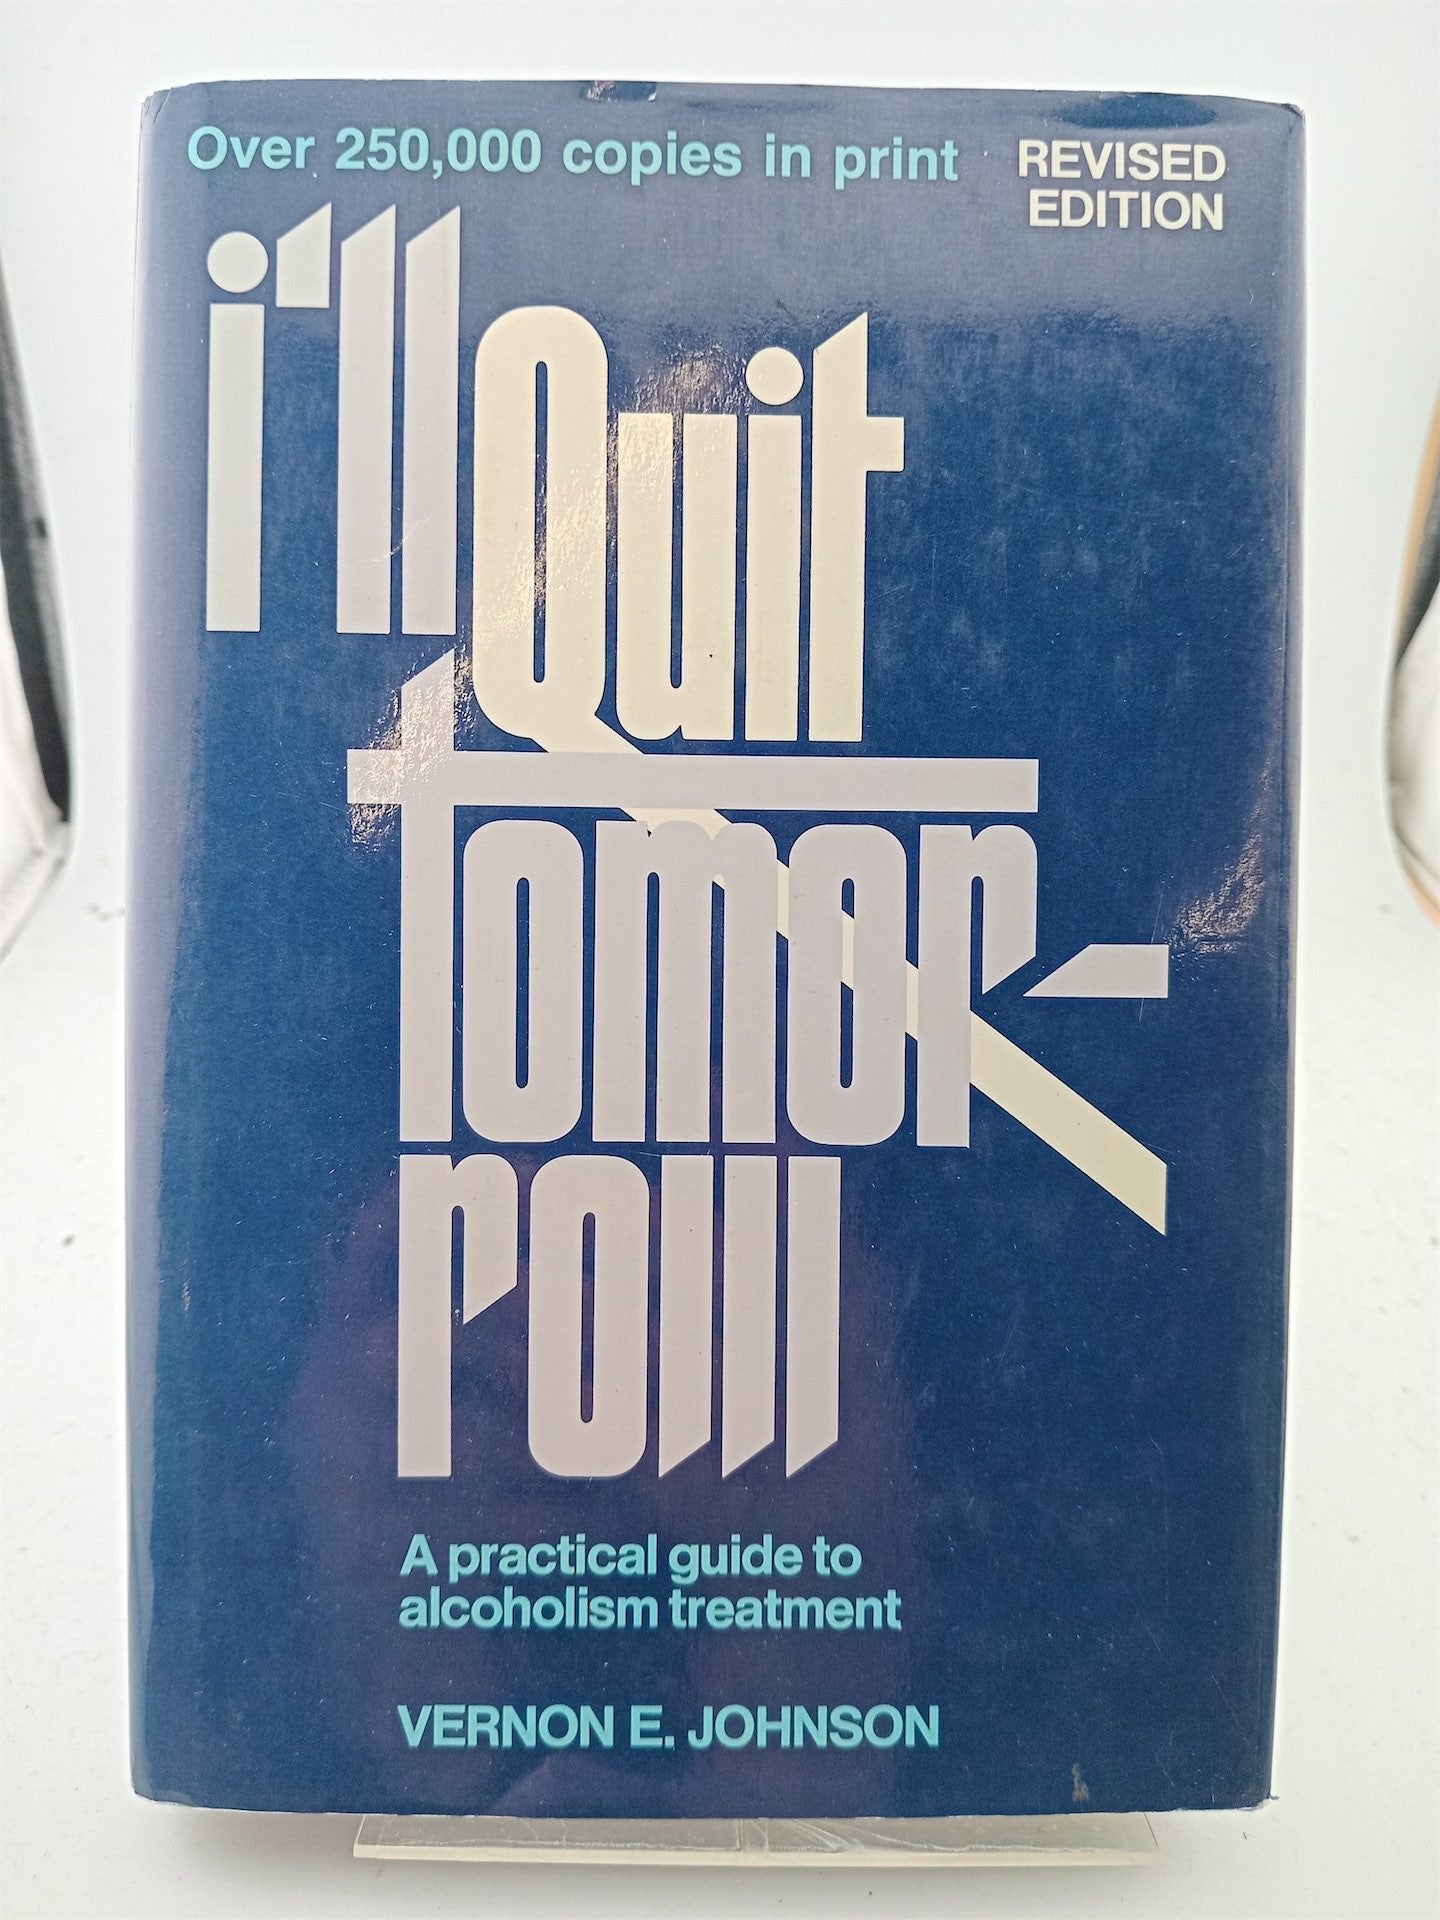 Over 250,000 copies in print
REVISED
EDITION
i'll
Quit
tomor-
row
A practical guide to
alcoholism treatment
VERNON E. JOHNSON